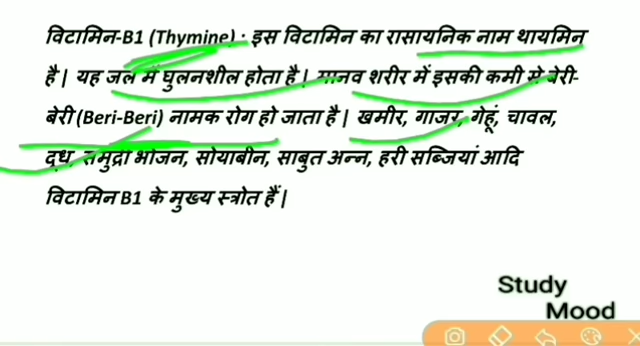 विटामिन-B1 (Thymine) : इस विटामिन का रासायनिक नाम थायमिन
है| यह जल में घुलनशील होता है| मानव शरीर में इसकी कमी से बेरी-
बेरी (Beri-Beri) नामक रोग हो जाता है| खमीर, गाजर, गेहूं, चावल,
दूध, समुद्री भोजन, सोयाबीन, साबुत अन्न, हरी सब्जियां आदि
विटामिन B1 के मुख्य स्त्रोत हैं|
Study
Mood